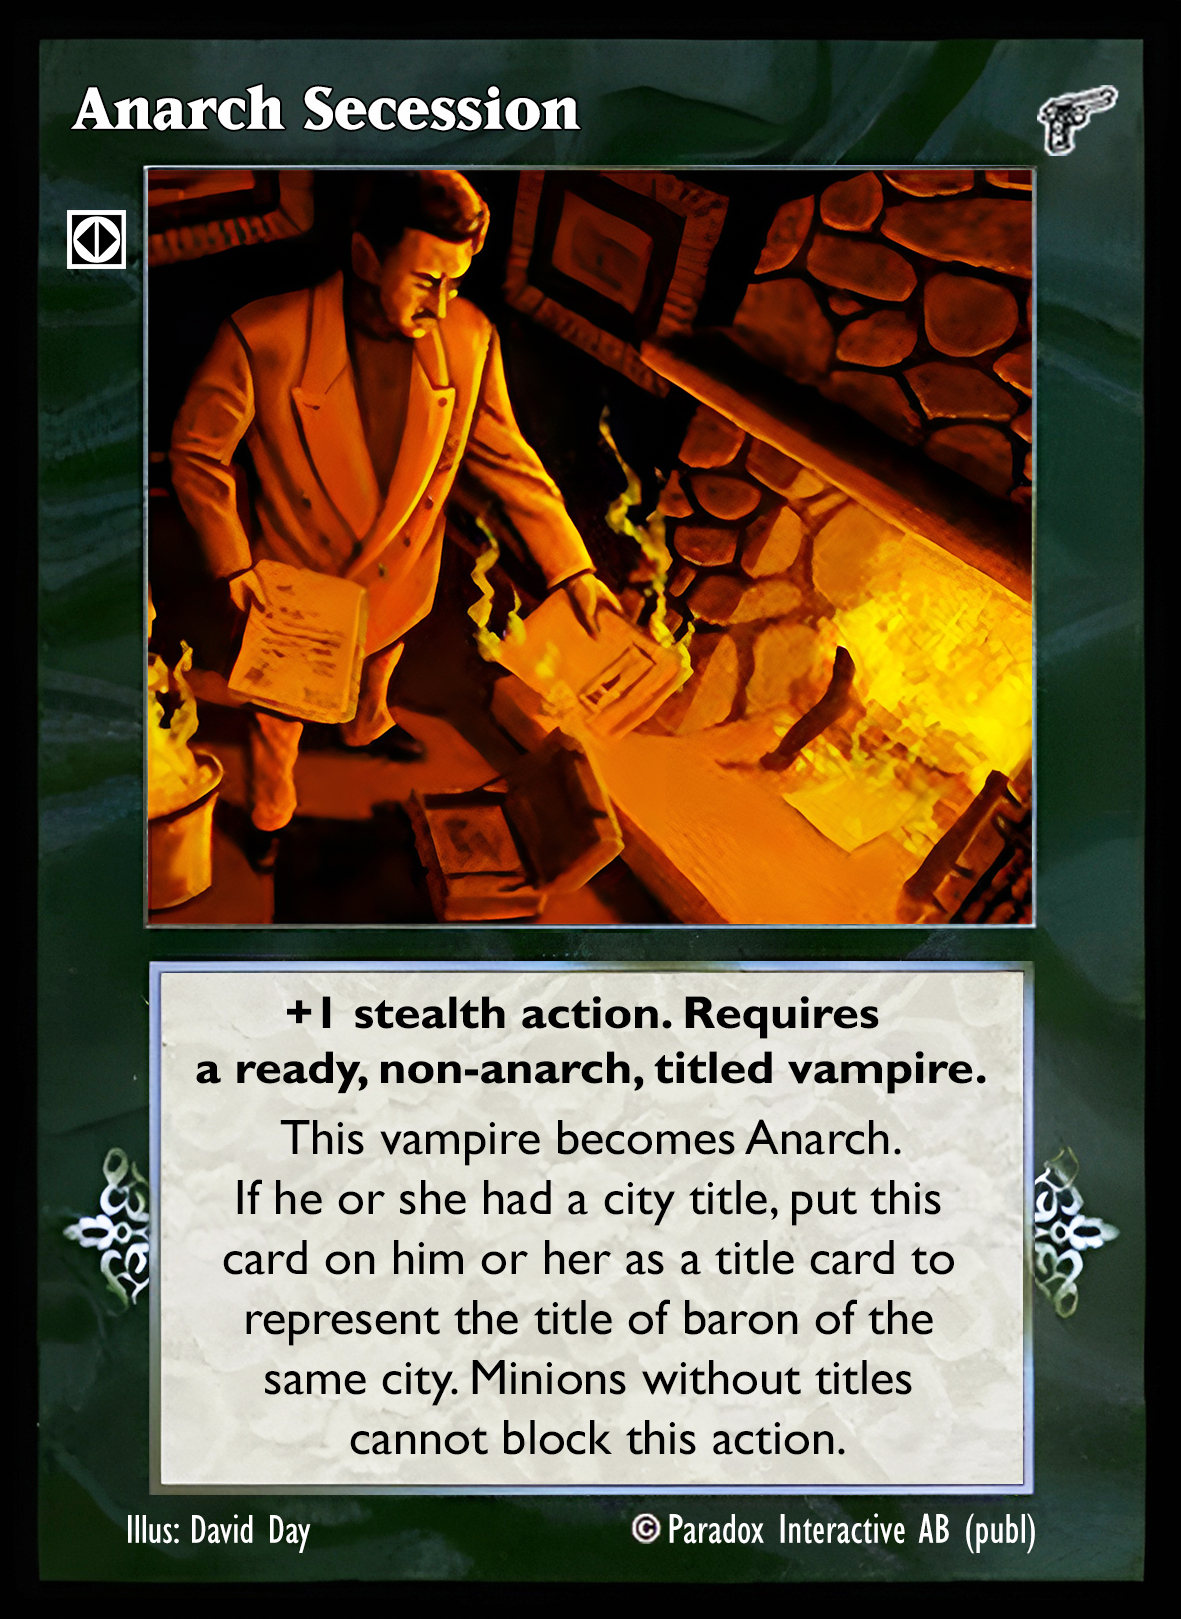 Anarch Secession
+1 stealth action. Requires
a ready, non-anarch, titled vampire.
This vampire becomes Anarch.
If he or she had a city title, put this
card on him or her as a title card to
represent the title of baron of the
same city. Minions without titles
cannot block this action.
Illus: David Day
© Paradox Interactive AB (publ)